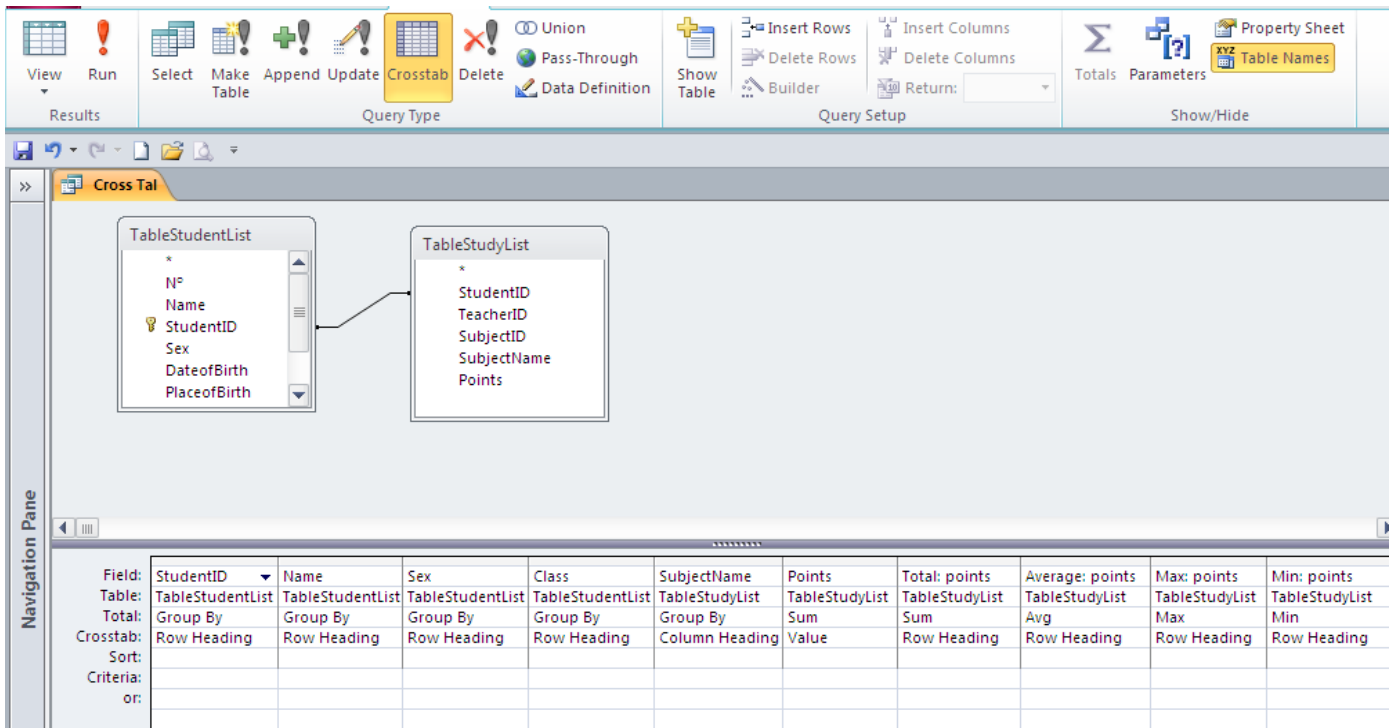 View
Run
Select
Make Table
Append
Update
Crosstab
Delete
Union
Pass-Through
Data Definition
Show Table
Insert Rows
Delete Rows
Builder
Insert Columns
Delete Columns
Return:
Totals
Parameters
Property Sheet
Table Names
Results
Query Type
Query Setup
Show/Hide
Cross Tal
TableStudentList
*
Nº
Name
StudentID
Sex
DateofBirth
PlaceofBirth
TableStudyList
*
StudentID
TeacherID
SubjectID
SubjectName
Points
Navigation Pane
Field: StudentID Name Sex Class SubjectName Points Total: points Average: points Max: points Min: points
Table: TableStudentList TableStudentList TableStudentList TableStudentList TableStudyList TableStudyList TableStudyList TableStudyList TableStudyList TableStudyList
Total: Group By Group By Group By Group By Group By Sum Sum Avg Max Min
Crosstab: Row Heading Row Heading Row Heading Row Heading Column Heading Value Row Heading Row Heading Row Heading Row Heading
Sort:
Criteria:
or: